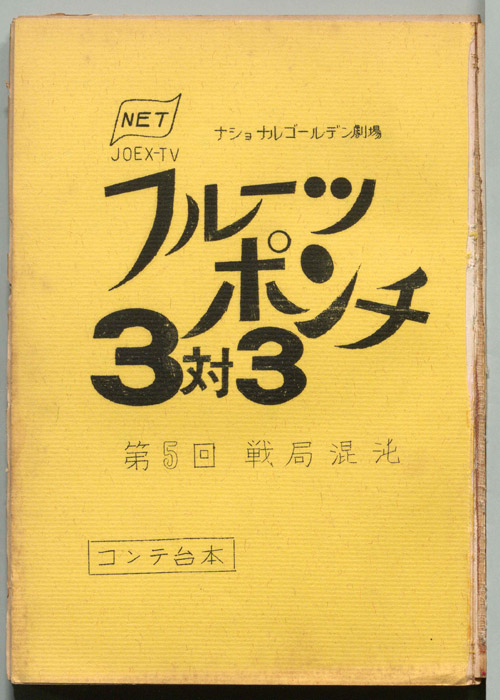 NET
JOEX-TV
ナショナルゴールデン劇場
フルーツ
ポンチ
3対3
第5回 戦局混沌
コンテ台本